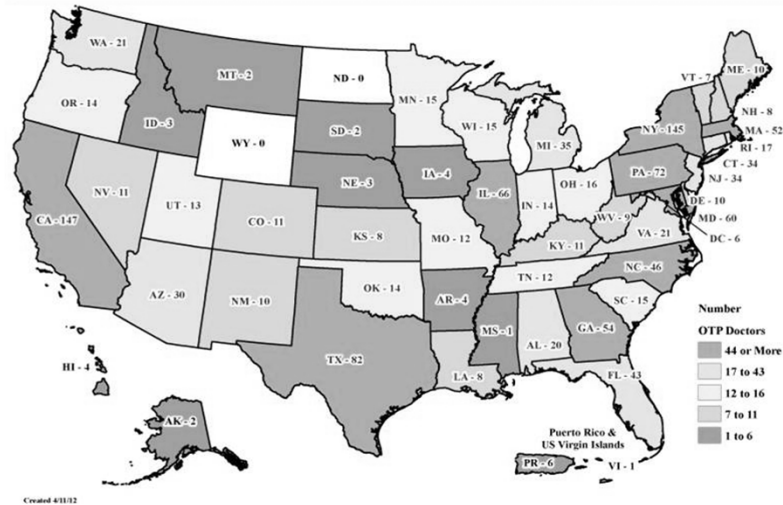 WA - 21
MT - 2
ND - 0
MN - 15
VT - 7
ME - 10
OR - 14
ID - 3
SD - 2
WI - 15
NY - 145
NH - 8
MA - 52
WY - 0
MI - 35
RI - 17
CT - 34
NV - 11
NE - 3
IA - 4
PA - 72
NJ - 34
CA - 147
UT - 13
CO - 11
IL - 66
IN - 14
OH - 16
WV - 9
DE - 10
MD - 60
DC - 6
KS - 8
MO - 12
KY - 11
VA - 21
AZ - 30
NM - 10
OK - 14
AR - 4
TN - 12
NC - 46
SC - 15
TX - 82
MS - 1
AL - 20
GA - 54
LA - 8
FL - 43
HI - 4
AK - 2
Number
OTP Doctors
44 or More
17 to 43
12 to 16
7 to 11
1 to 6
Puerto Rico &
US Virgin Islands
PR - 6
VI - 1
Created 4/11/12